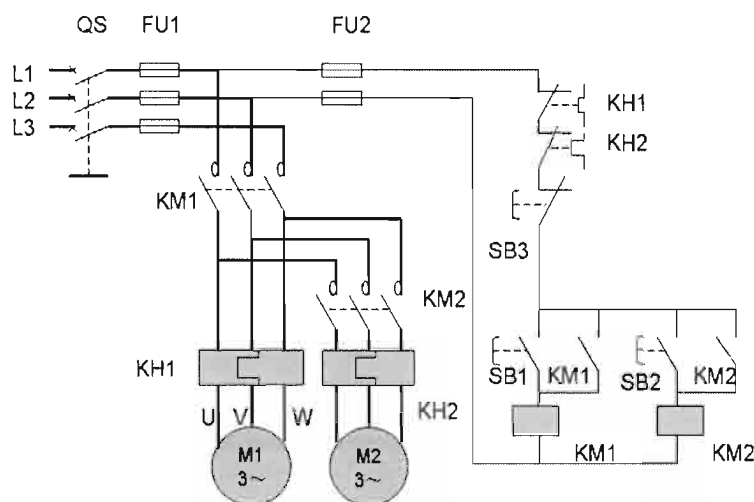 QS FU1 FU2
L1
L2
L3
KH1
KH2
KM1
SB3
KM2
KH1
SB1 KM1 SB2 KM2
KH2
U V W
M1
3~
M2
3~
KM1 KM2